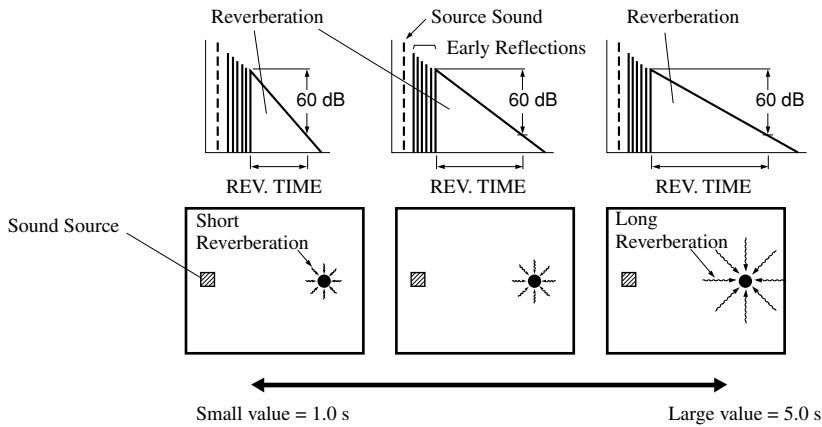 Reverberation
Source Sound
Reverberation
Early Reflections
60 dB
60 dB
60 dB
REV. TIME
REV. TIME
REV. TIME
Sound Source
Short
Reverberation
Long
Reverberation
Small value = 1.0 s
Large value = 5.0 s